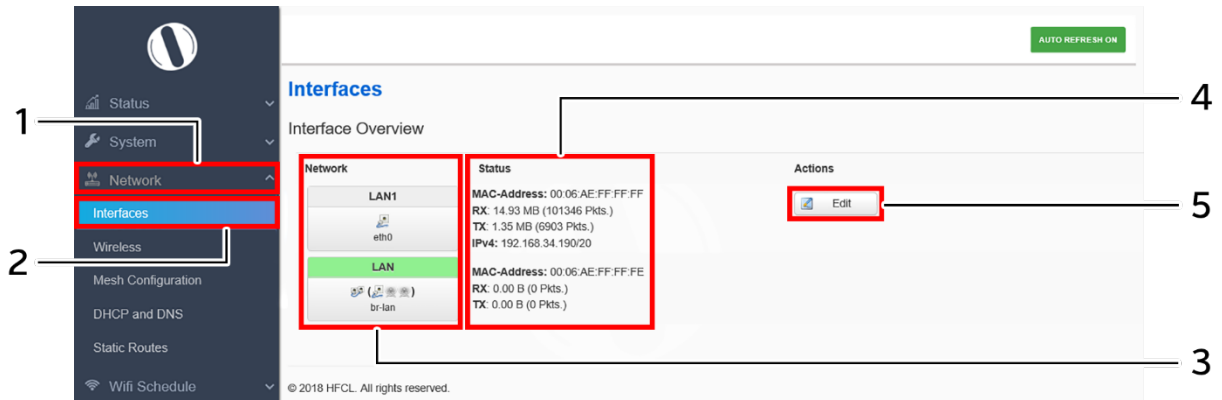 AUTO REFRESH ON
Status
System
Network
Interfaces
Wireless
Mesh Configuration
DHCP and DNS
Static Routes
Wifi Schedule
Interfaces
Interface Overview
Network
LAN1
eth0
LAN
br-lan
Status
MAC-Address: 00:06:AE:FF:FF:FF
RX: 14.93 MB (101346 Pkts.)
TX: 1.35 MB (6903 Pkts.)
IPv4: 192.168.34.190/20
MAC-Address: 00:06:AE:FF:FF:FE
RX: 0.00 B (0 Pkts.)
TX: 0.00 B (0 Pkts.)
Actions
Edit
© 2018 HFCL. All rights reserved.
1
2
3
4
5